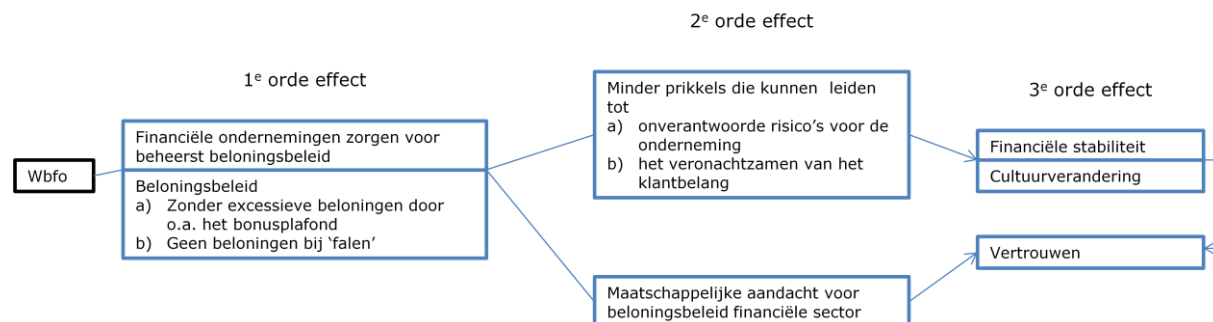 2e orde effect
1e orde effect
3e orde effect
Wbfo
Financiële ondernemingen zorgen voor
beheerst beloningsbeleid
Beloningsbeleid
a) Zonder excessieve beloningen door
o.a. het bonusplafond
b) Geen beloningen bij ‘falen’
Minder prikkels die kunnen leiden
tot
a) onverantwoorde risico’s voor de
onderneming
b) het veronachtzamen van het
klantbelang
Maatschappelijke aandacht voor
beloningsbeleid financiële sector
Financiële stabiliteit
Cultuurverandering
Vertrouwen